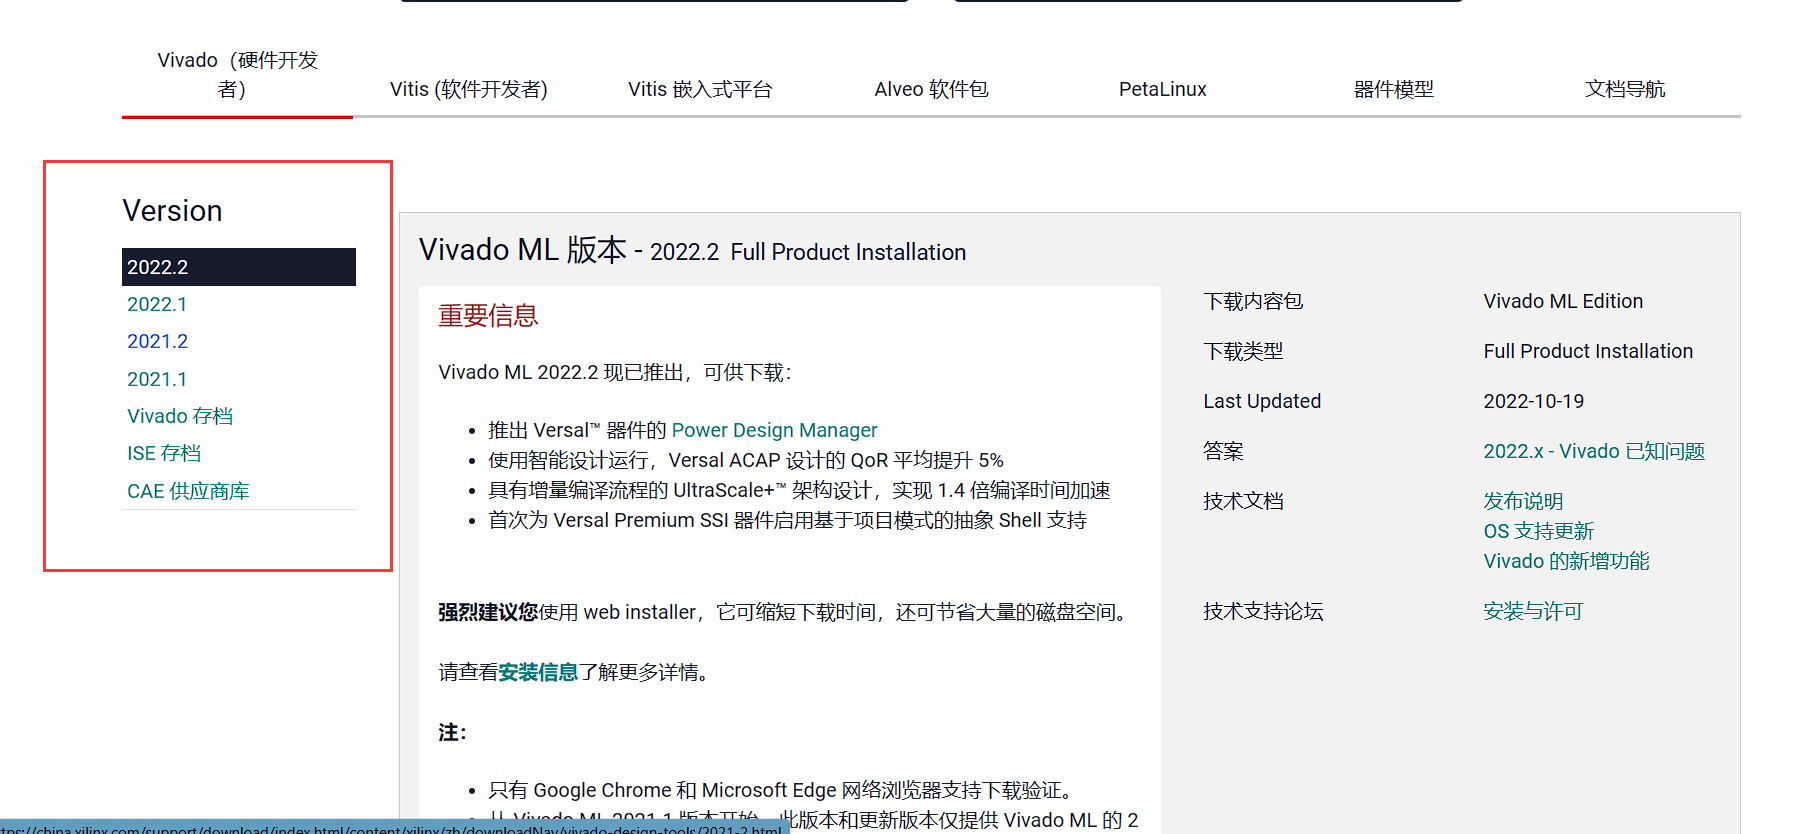 Vivado（硬件开发
者）
Vitis (软件开发者)
Vitis 嵌入式平台
Alveo 软件包
PetaLinux
器件模型
文档导航
Version
2022.2
2022.1
2021.2
2021.1
Vivado 存档
ISE 存档
CAE 供应商库
Vivado ML 版本 - 2022.2 Full Product Installation
重要信息
Vivado ML 2022.2 现已推出，可供下载：
• 推出 Versal™ 器件的 Power Design Manager
• 使用智能设计运行，Versal ACAP 设计的 QoR 平均提升 5%
• 具有增量编译流程的 UltraScale+™ 架构设计，实现 1.4 倍编译时间加速
• 首次为 Versal Premium SSI 器件启用基于项目模式的抽象 Shell 支持
强烈建议您使用 web installer，它可缩短下载时间，还可节省大量的磁盘空间。
请查看安装信息了解更多详情。
注：
• 只有 Google Chrome 和 Microsoft Edge 网络浏览器支持下载验证。
• 从 Vivado ML 2021.1 版本开始，此版本和更新版本仅提供 Vivado ML 的 2
下载内容包 Vivado ML Edition
下载类型 Full Product Installation
Last Updated 2022-10-19
答案 2022.x - Vivado 已知问题
技术文档 发布说明
OS 支持更新
Vivado 的新增功能
技术支持论坛 安装与许可
ttps://china.xilinx.com/support/download/index.html/content/xilinx/zh/downloadNav/vivado-design-tools/2021-2.html